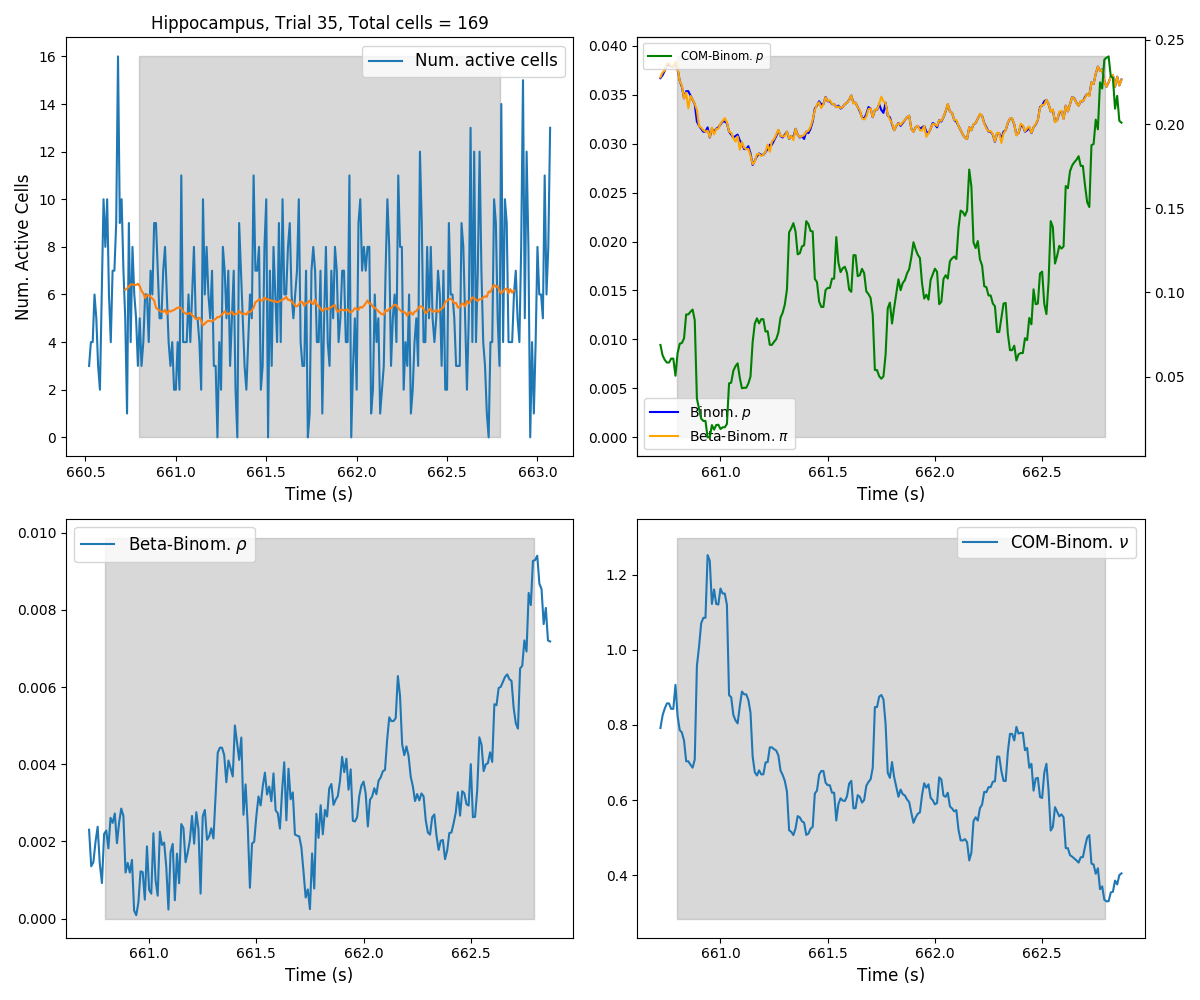 Hippocampus, Trial 35, Total cells = 169
Num. active cells
Num. Active Cells
16
14
12
10
8
6
4
2
0
660.5 661.0 661.5 662.0 662.5 663.0
Time (s)
COM-Binom. p
0.040
0.035
0.030
0.025
0.020
0.015
0.010
0.005
0.000
0.25
0.20
0.15
0.10
0.05
Binom. p
Beta-Binom. π
661.0 661.5 662.0 662.5
Time (s)
Beta-Binom. ρ
0.010
0.008
0.006
0.004
0.002
0.000
661.0 661.5 662.0 662.5
Time (s)
COM-Binom. ν
1.2
1.0
0.8
0.6
0.4
661.0 661.5 662.0 662.5
Time (s)